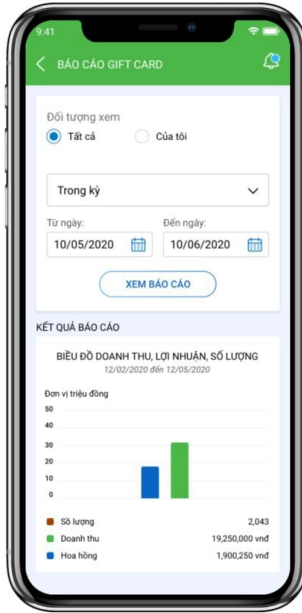 9:41
BÁO CÁO GIFT CARD
Đối tượng xem
Tất cả Của tôi
Trong kỳ
Từ ngày: Đến ngày:
10/05/2020 10/06/2020
XEM BÁO CÁO
KẾT QUẢ BÁO CÁO
BIỂU ĐỒ DOANH THU, LỢI NHUẬN, SỐ LƯỢNG
12/02/2020 đến 12/05/2020
Đơn vị triệu đồng
50
40
30
20
10
0
Số lượng 2,043
Doanh thu 19,250,000 vnđ
Hoa hồng 1,900,250 vnđ